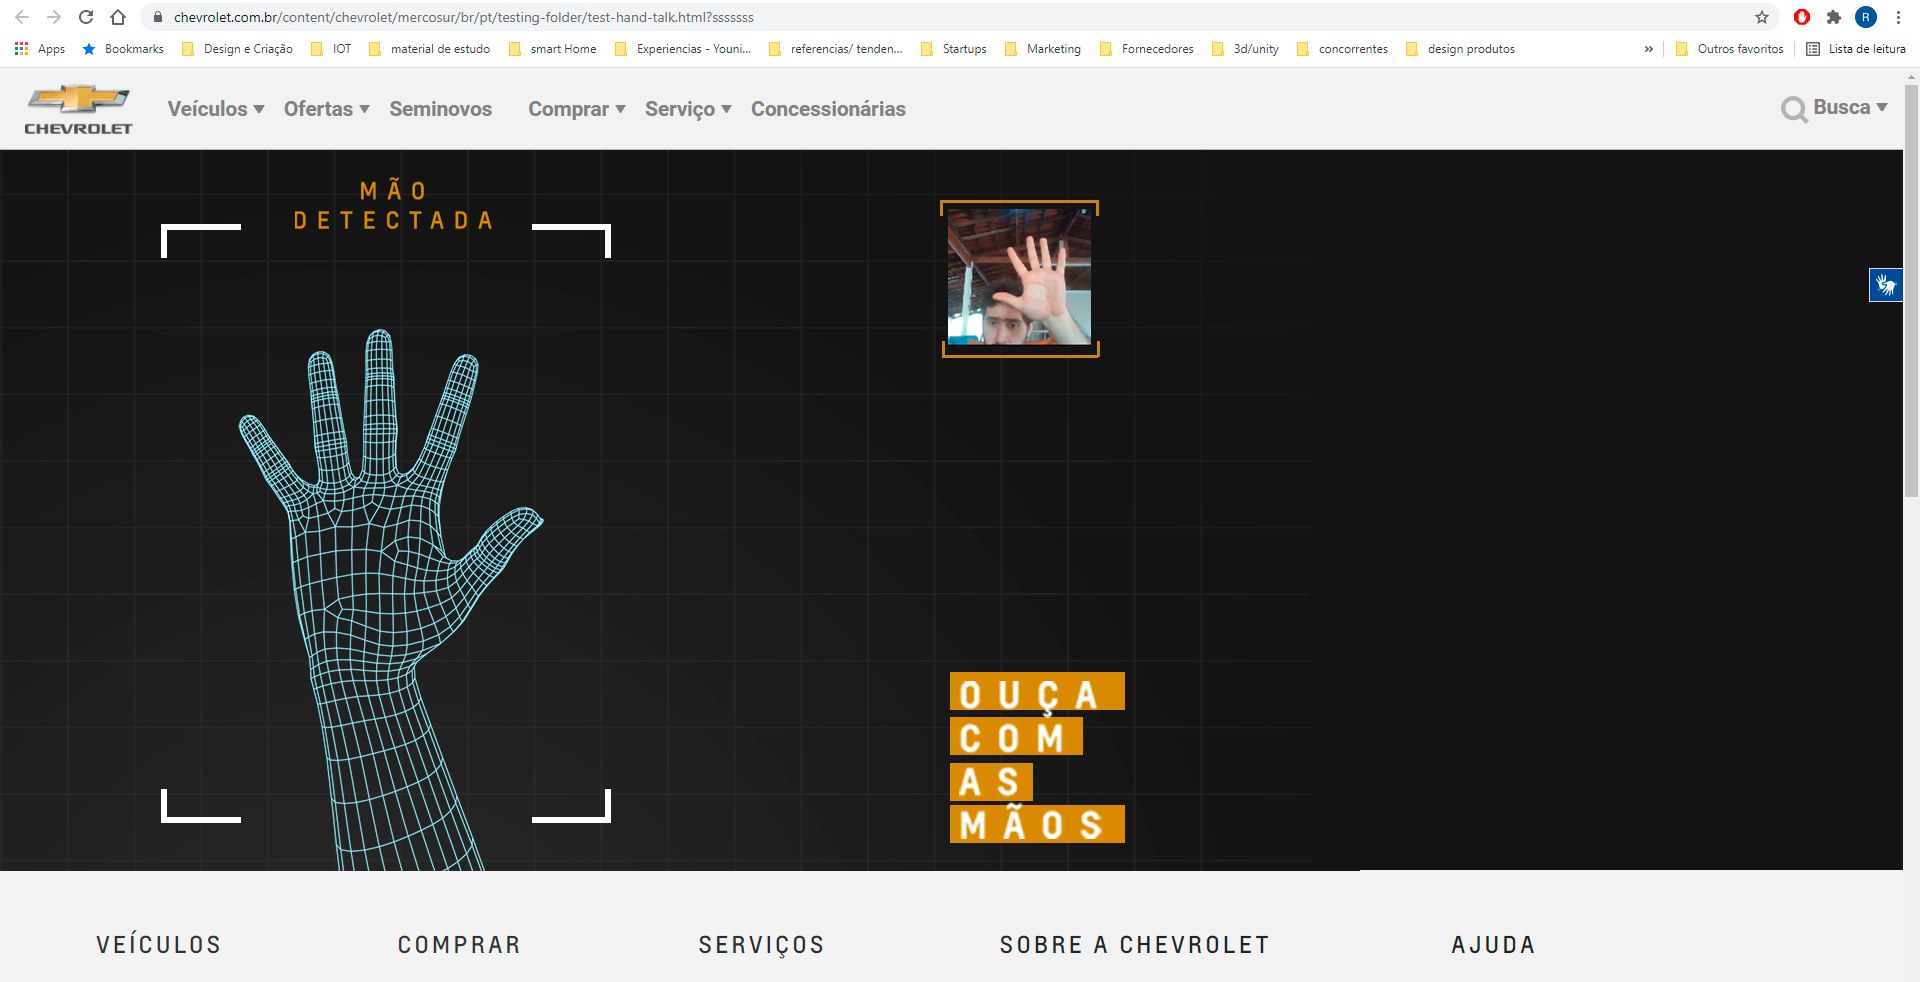 chevrolet.com.br/content/chevrolet/mercosur/br/pt/testing-folder/test-hand-talk.html?sssssss
R
Apps Bookmarks Design e Criação IOT material de estudo smart Home Experiencias - Youni... referencias/ tenden... Startups Marketing Fornecedores 3d/unity concorrentes design produtos » Outros favoritos Lista de leitura
CHEVROLET
Veículos Ofertas Seminovos Comprar Serviço Concessionárias Busca
MÃO
DETECTADA
OUÇA
COM
AS
MÃOS
VEÍCULOS COMPRAR SERVIÇOS SOBRE A CHEVROLET AJUDA